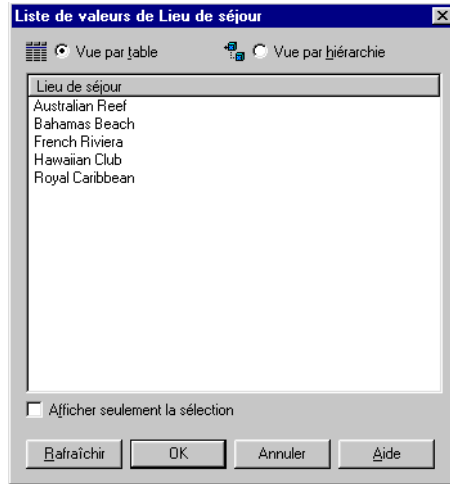 Liste de valeurs de Lieu de séjour
Vue par table Vue par hiérarchie
Lieu de séjour
Australian Reef
Bahamas Beach
French Riviera
Hawaiian Club
Royal Caribbean
Afficher seulement la sélection
Rafraîchir OK Annuler Aide